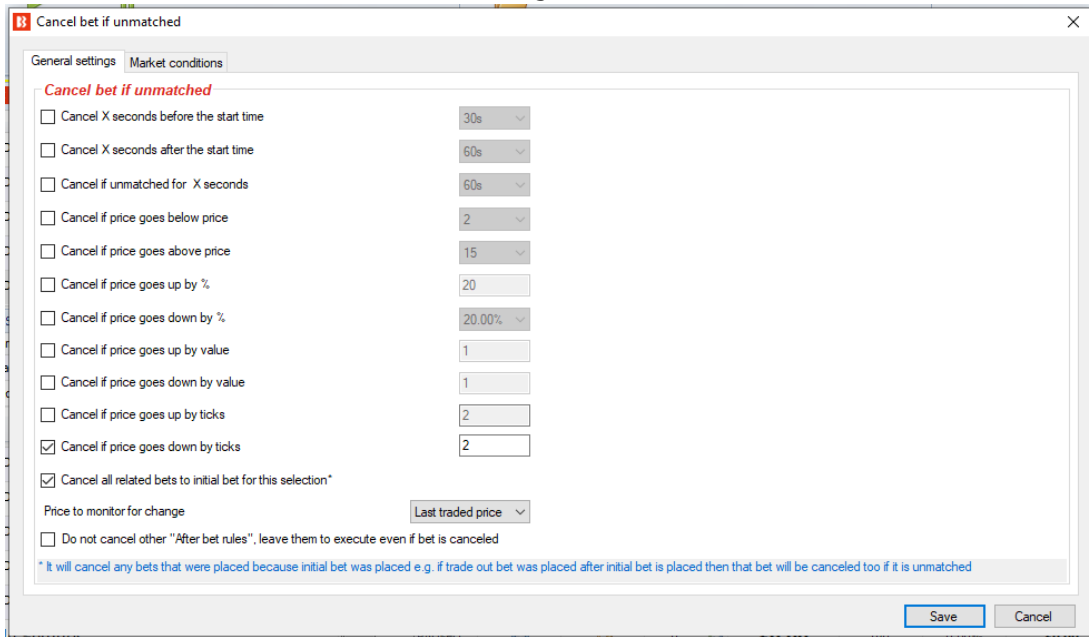 B Cancel bet if unmatched
General settings Market conditions
Cancel bet if unmatched
Cancel X seconds before the start time 30s
Cancel X seconds after the start time 60s
Cancel if unmatched for X seconds 60s
Cancel if price goes below price 2
Cancel if price goes above price 15
Cancel if price goes up by % 20
Cancel if price goes down by % 20.00%
Cancel if price goes up by value 1
Cancel if price goes down by value 1
Cancel if price goes up by ticks 2
Cancel if price goes down by ticks 2
Cancel all related bets to initial bet for this selection*
Price to monitor for change Last traded price
Do not cancel other "After bet rules", leave them to execute even if bet is canceled
* It will cancel any bets that were placed because initial bet was placed e.g. if trade out bet was placed after initial bet is placed then that bet will be canceled too if it is unmatched
Save Cancel